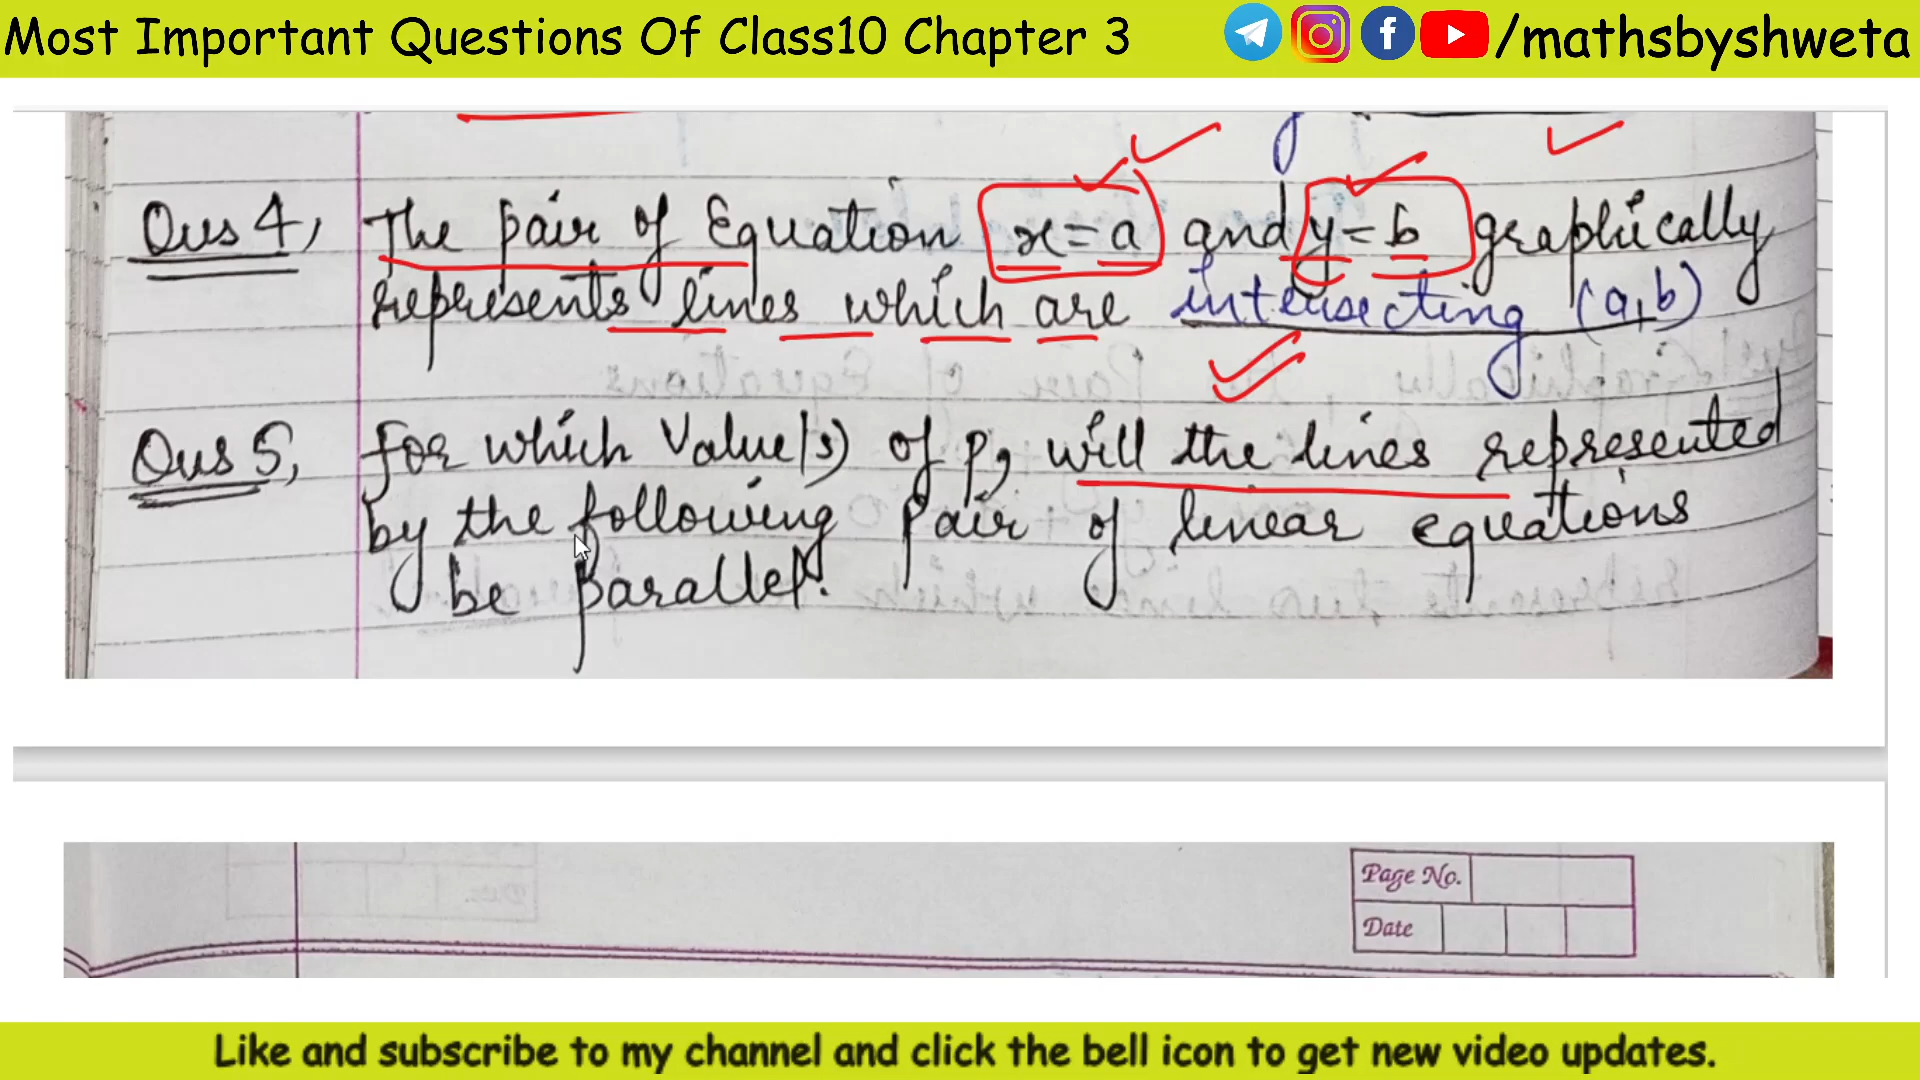 Most Important Questions Of Class10 Chapter 3
/mathsbyshweta
Ques 4, The pair of Equation x = a and y = b graphically
represents lines which are intersecting (a,b)
Ques 5, for which Value(s) of p, will the lines represented
by the following pair of linear equations
be parallel.
Page No.
Date
Like and subscribe to my channel and click the bell icon to get new video updates.